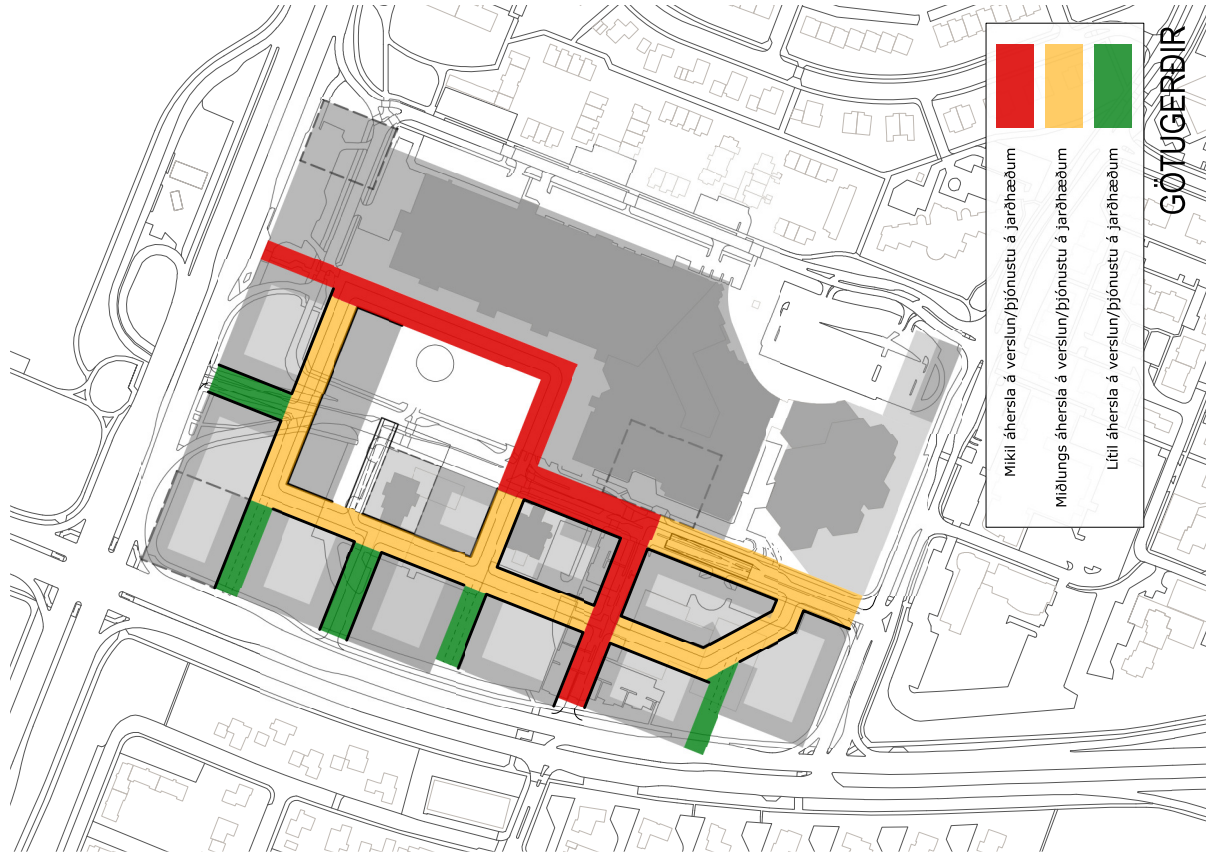 GÖTUGERÐIR
Mikil áhersla á verslun/þjónustu á jarðhæðum
Miðlungs áhersla á verslun/þjónustu á jarðhæðum
Lítil áhersla á verslun/þjónustu á jarðhæðum